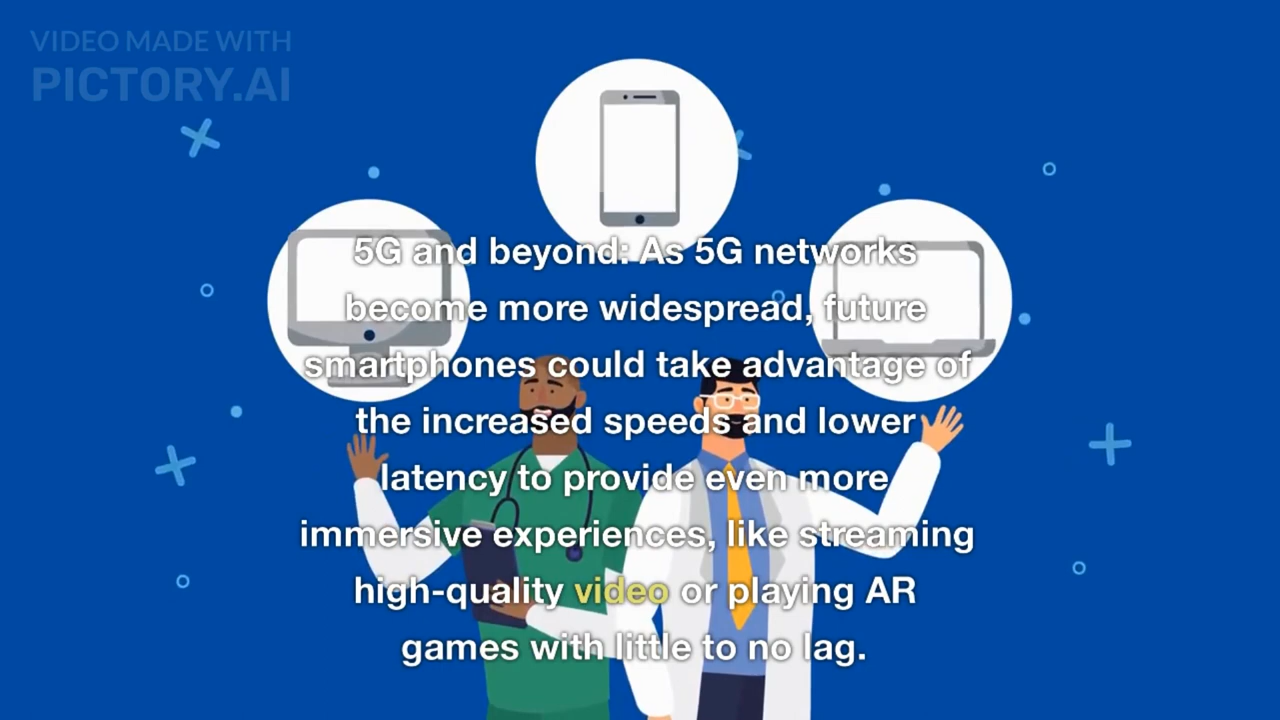 VIDEO MADE WITH
PICTORY.AI
5G and beyond: As 5G networks
become more widespread, future
smartphones could take advantage of
the increased speeds and lower
latency to provide even more
immersive experiences, like streaming
high-quality video or playing AR
games with little to no lag.